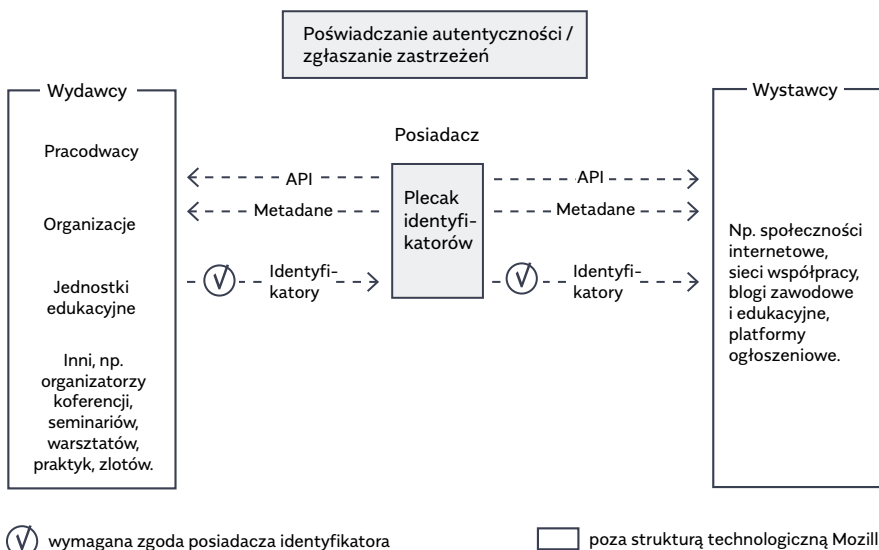 Poświadczanie autentyczności /
zgłaszanie zastrzeżeń
Wydawcy
Pracodwacy
Organizacje
Jednostki
edukacyjne
Inni, np.
organizatorzy
koferencji,
seminariów,
warsztatów,
praktyk, zlotów.
API
Metadane
Identyfi-
katory
Posiadacz
Plecak
identyfi-
katorów
API
Metadane
Identyfi-
katory
Wystawcy
Np. społeczności
internetowe,
sieci współpracy,
blogi zawodowe
i edukacyjne,
platformy
ogłoszeniowe.
wymagana zgoda posiadacza identyfikatora
poza strukturą technologiczną Mozill